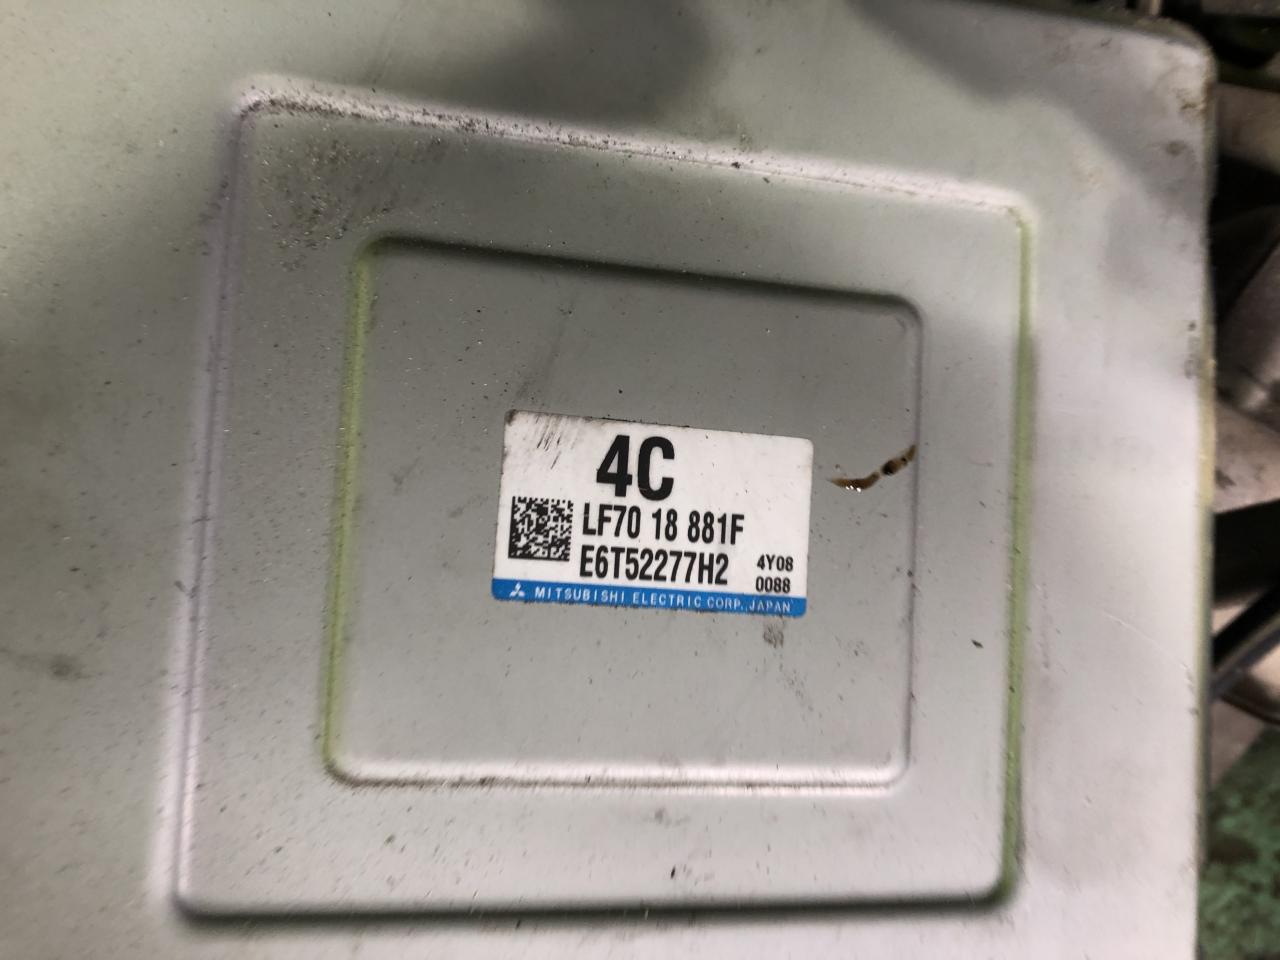 4C
LF70 18 881F
E6T52277H2
4Y08
0088
MITSUBISHI ELECTRIC CORP., JAPAN